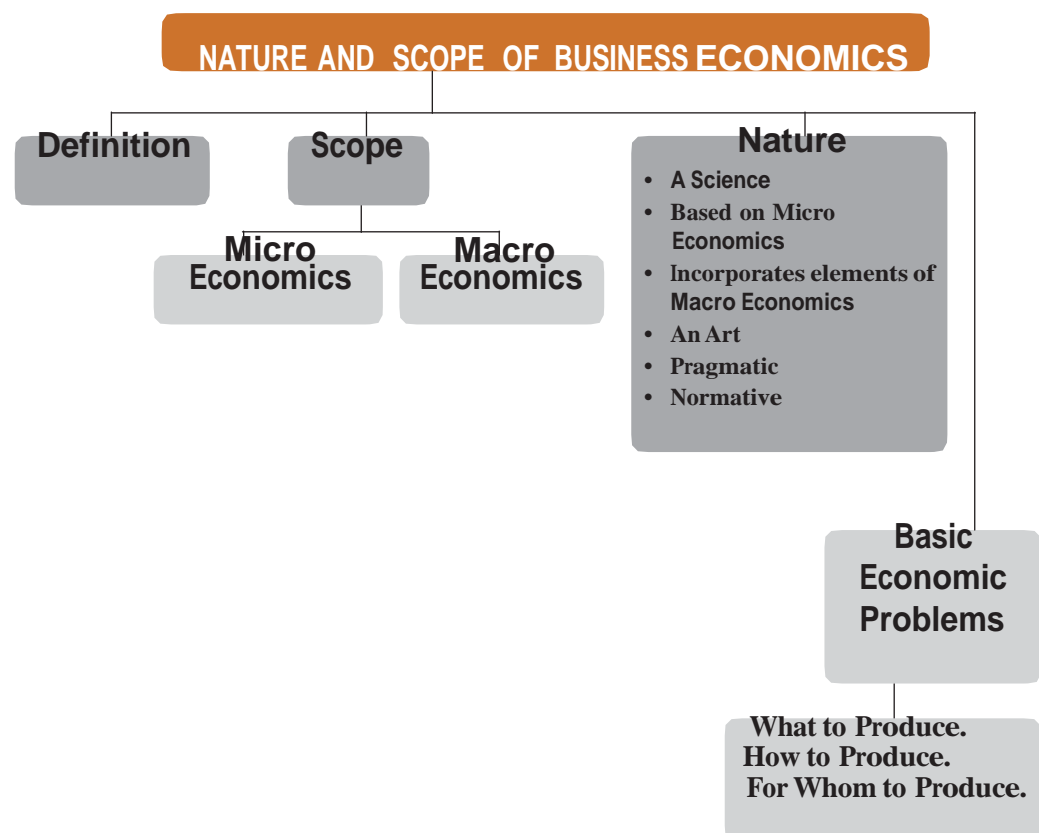 NATURE AND SCOPE OF BUSINESS ECONOMICS
Definition
Scope
Micro
Economics
Macro
Economics
Nature
• A Science
• Based on Micro
Economics
• Incorporates elements of
Macro Economics
• An Art
• Pragmatic
• Normative
Basic
Economic
Problems
What to Produce.
How to Produce.
For Whom to Produce.